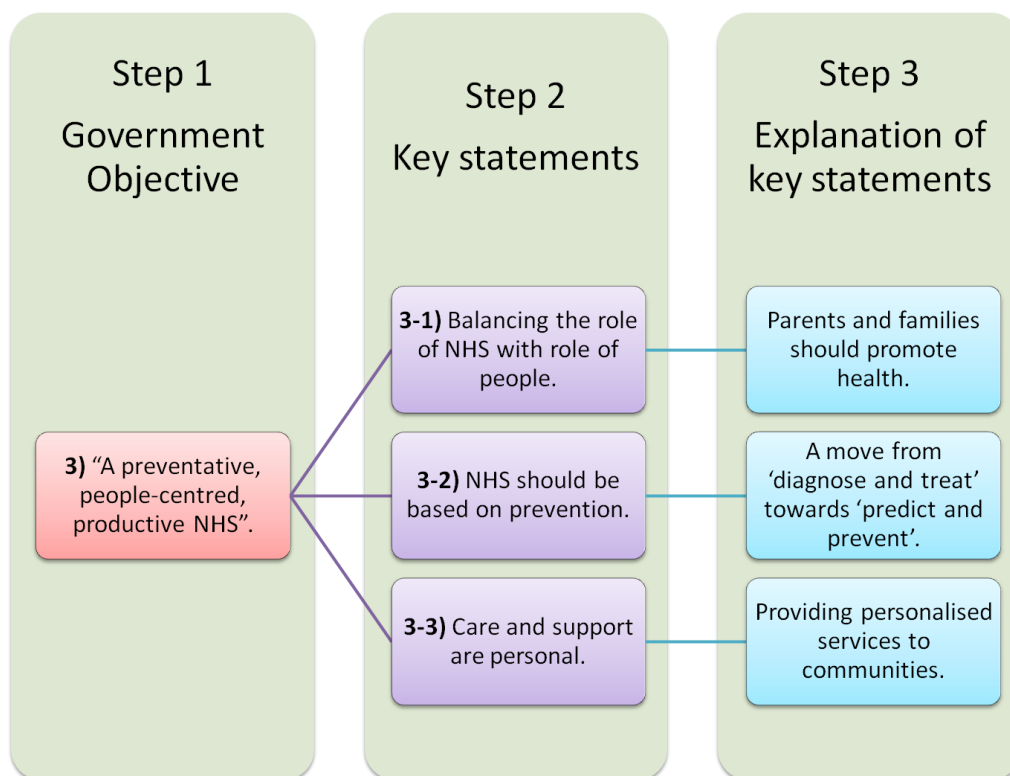 Step 1
Government
Objective
Step 2
Key statements
Step 3
Explanation of
key statements
3) “A preventative,
people-centred,
productive NHS”.
3-1) Balancing the role
of NHS with role of
people.
3-2) NHS should be
based on prevention.
3-3) Care and support
are personal.
Parents and families
should promote
health.
A move from
‘diagnose and treat’
towards ‘predict and
prevent’.
Providing personalised
services to
communities.